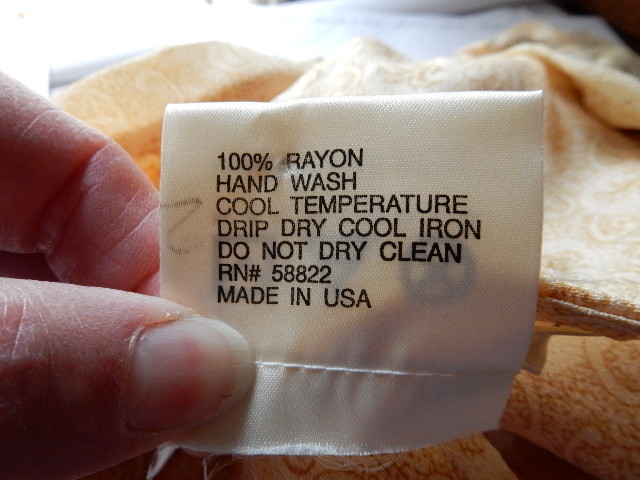 100% RAYON
HAND WASH
COOL TEMPERATURE
DRIP DRY COOL IRON
DO NOT DRY CLEAN
RN# 58822
MADE IN USA